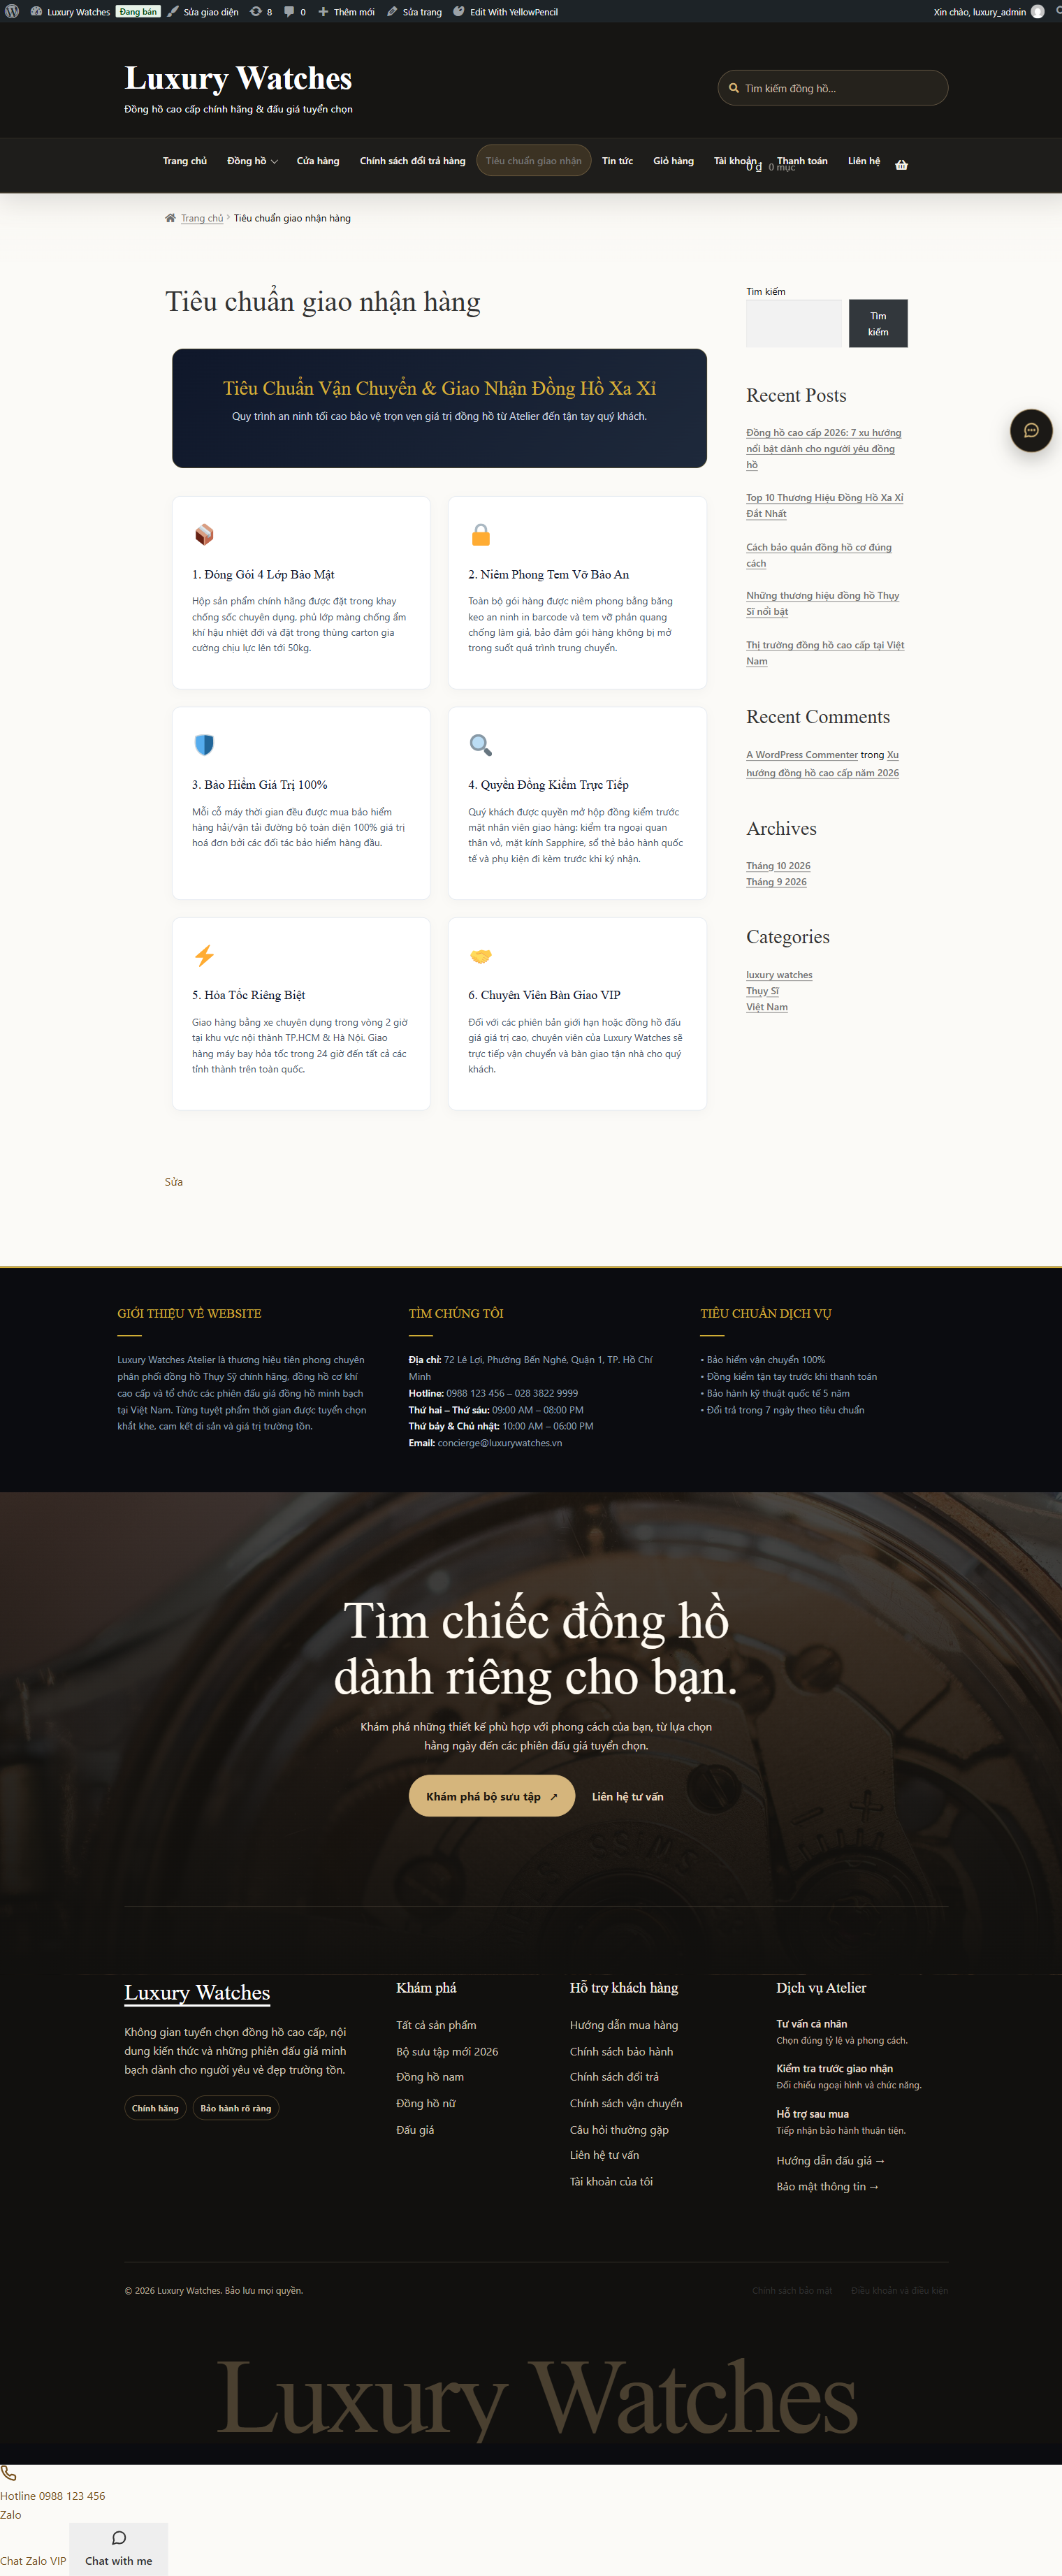 Luxury Watches Đang bán Sửa giao diện 8 0 Thêm mới Sửa trang Edit With YellowPencil Xin chào, luxury_admin
Luxury Watches
Đồng hồ cao cấp chính hãng & đấu giá tuyển chọn
Tìm kiếm đồng hồ...
Trang chủ Đồng hồ Cửa hàng Chính sách đổi trả hàng Tiêu chuẩn giao nhận Tin tức Giỏ hàng Tài khoản Thanh toán Liên hệ
0 ₫ 0 mục
Trang chủ Tiêu chuẩn giao nhận hàng
Tiêu chuẩn giao nhận hàng
Tiêu Chuẩn Vận Chuyển & Giao Nhận Đồng Hồ Xa Xỉ
Quy trình an ninh tối cao bảo vệ trọn vẹn giá trị đồng hồ từ Atelier đến tận tay quý khách.
1. Đóng Gói 4 Lớp Bảo Mật
Hộp sản phẩm chính hãng được đặt trong khay
chống sốc chuyên dụng, phủ lớp màng chống ẩm
khí hậu nhiệt đới và đặt trong thùng carton gia
cường chịu lực lên tới 50kg.
2. Niêm Phong Tem Vỡ Bảo An
Toàn bộ gói hàng được niêm phong bằng băng
keo an ninh in barcode và tem vỡ phản quang
chống làm giả, bảo đảm gói hàng không bị mở
trong suốt quá trình trung chuyển.
3. Bảo Hiểm Giá Trị 100%
Mỗi cỗ máy thời gian đều được mua bảo hiểm
hàng hải/vận tải đường bộ toàn diện 100% giá trị
hoá đơn bởi các đối tác bảo hiểm hàng đầu.
4. Quyền Đồng Kiểm Trực Tiếp
Quý khách được quyền mở hộp đồng kiểm trước
mặt nhân viên giao hàng: kiểm tra ngoại quan
thân vỏ, mặt kính Sapphire, sổ thẻ bảo hành quốc
tế và phụ kiện đi kèm trước khi ký nhận.
5. Hỏa Tốc Riêng Biệt
Giao hàng bằng xe chuyên dụng trong vòng 2 giờ
tại khu vực nội thành TP.HCM & Hà Nội. Giao
hàng máy bay hỏa tốc trong 24 giờ đến tất cả các
tỉnh thành trên toàn quốc.
6. Chuyên Viên Bàn Giao VIP
Đối với các phiên bản giới hạn hoặc đồng hồ đấu
giá giá trị cao, chuyên viên của Luxury Watches sẽ
trực tiếp vận chuyển và bàn giao tận nhà cho quý
khách.
Sửa
Tìm kiếm
Tìm
kiếm
Recent Posts
Đồng hồ cao cấp 2026: 7 xu hướng
nổi bật dành cho người yêu đồng
hồ
Top 10 Thương Hiệu Đồng Hồ Xa Xỉ
Đắt Nhất
Cách bảo quản đồng hồ cơ đúng
cách
Những thương hiệu đồng hồ Thụy
Sĩ nổi bật
Thị trường đồng hồ cao cấp tại Việt
Nam
Recent Comments
A WordPress Commenter trong Xu
hướng đồng hồ cao cấp năm 2026
Archives
Tháng 10 2026
Tháng 9 2026
Categories
luxury watches
Thụy Sĩ
Việt Nam
GIỚI THIỆU VỀ WEBSITE
Luxury Watches Atelier là thương hiệu tiên phong chuyên
phân phối đồng hồ Thụy Sỹ chính hãng, đồng hồ cơ khí
cao cấp và tổ chức các phiên đấu giá đồng hồ minh bạch
tại Việt Nam. Từng tuyệt phẩm thời gian được tuyển chọn
khắt khe, cam kết di sản và giá trị trường tồn.
TÌM CHÚNG TÔI
Địa chỉ: 72 Lê Lợi, Phường Bến Nghé, Quận 1, TP. Hồ Chí
Minh
Hotline: 0988 123 456 – 028 3822 9999
Thứ hai – Thứ sáu: 09:00 AM – 08:00 PM
Thứ bảy & Chủ nhật: 10:00 AM – 06:00 PM
Email: concierge@luxurywatches.vn
TIÊU CHUẨN DỊCH VỤ
• Bảo hiểm vận chuyển 100%
• Đồng kiểm tận tay trước khi thanh toán
• Bảo hành kỹ thuật quốc tế 5 năm
• Đổi trả trong 7 ngày theo tiêu chuẩn
Tìm chiếc đồng hồ
dành riêng cho bạn.
Khám phá những thiết kế phù hợp với phong cách của bạn, từ lựa chọn
hằng ngày đến các phiên đấu giá tuyển chọn.
Khám phá bộ sưu tập ↗ Liên hệ tư vấn
Luxury Watches
Không gian tuyển chọn đồng hồ cao cấp, nội
dung kiến thức và những phiên đấu giá minh
bạch dành cho người yêu vẻ đẹp trường tồn.
Chính hãng Bảo hành rõ ràng
Khám phá
Tất cả sản phẩm
Bộ sưu tập mới 2026
Đồng hồ nam
Đồng hồ nữ
Đấu giá
Hỗ trợ khách hàng
Hướng dẫn mua hàng
Chính sách bảo hành
Chính sách đổi trả
Chính sách vận chuyển
Câu hỏi thường gặp
Liên hệ tư vấn
Tài khoản của tôi
Dịch vụ Atelier
Tư vấn cá nhân
Chọn đúng tỷ lệ và phong cách.
Kiểm tra trước giao nhận
Đối chiếu ngoại hình và chức năng.
Hỗ trợ sau mua
Tiếp nhận bảo hành thuận tiện.
Hướng dẫn đấu giá →
Bảo mật thông tin →
© 2026 Luxury Watches. Bảo lưu mọi quyền.
Chính sách bảo mật Điều khoản và điều kiện
Luxury Watches
Hotline 0988 123 456
Zalo
Chat Zalo VIP Chat with me